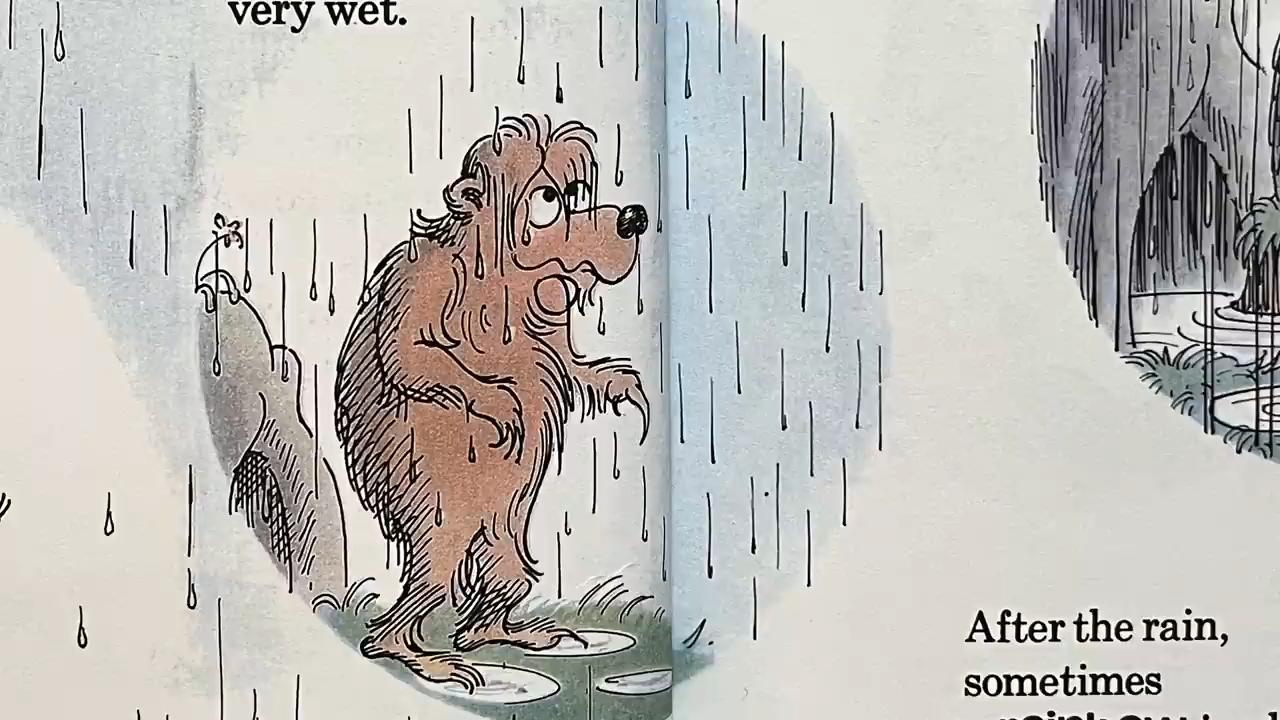 very wet.
After the rain,
sometimes